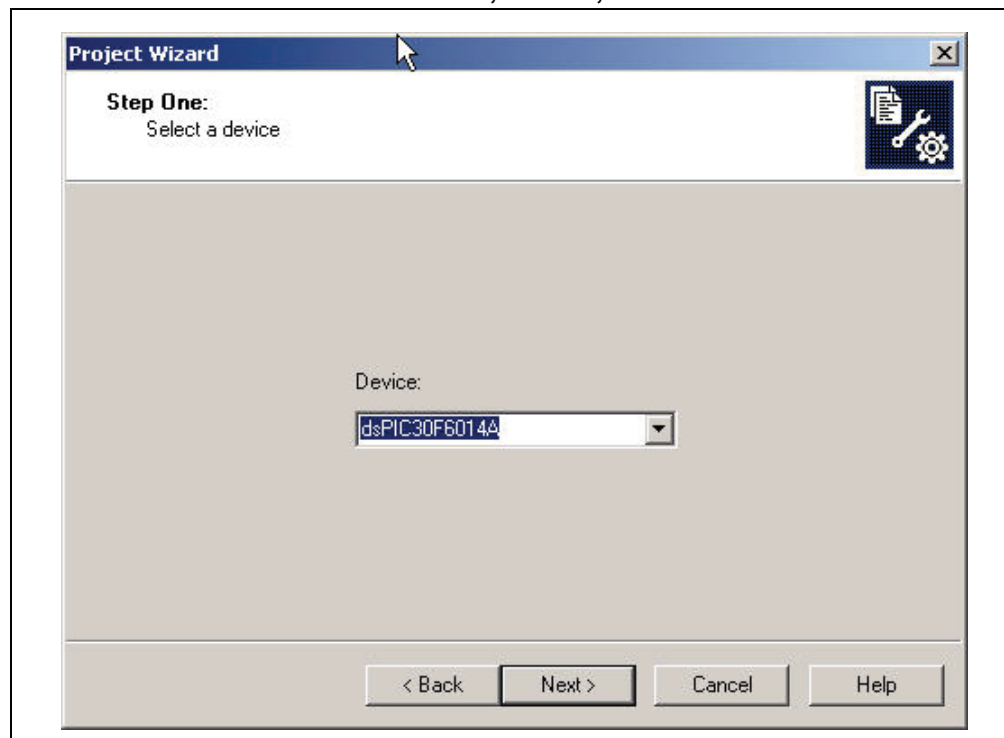 Project Wizard
Step One:
Select a device
Device:
dsPIC30F6014A
< Back Next > Cancel Help